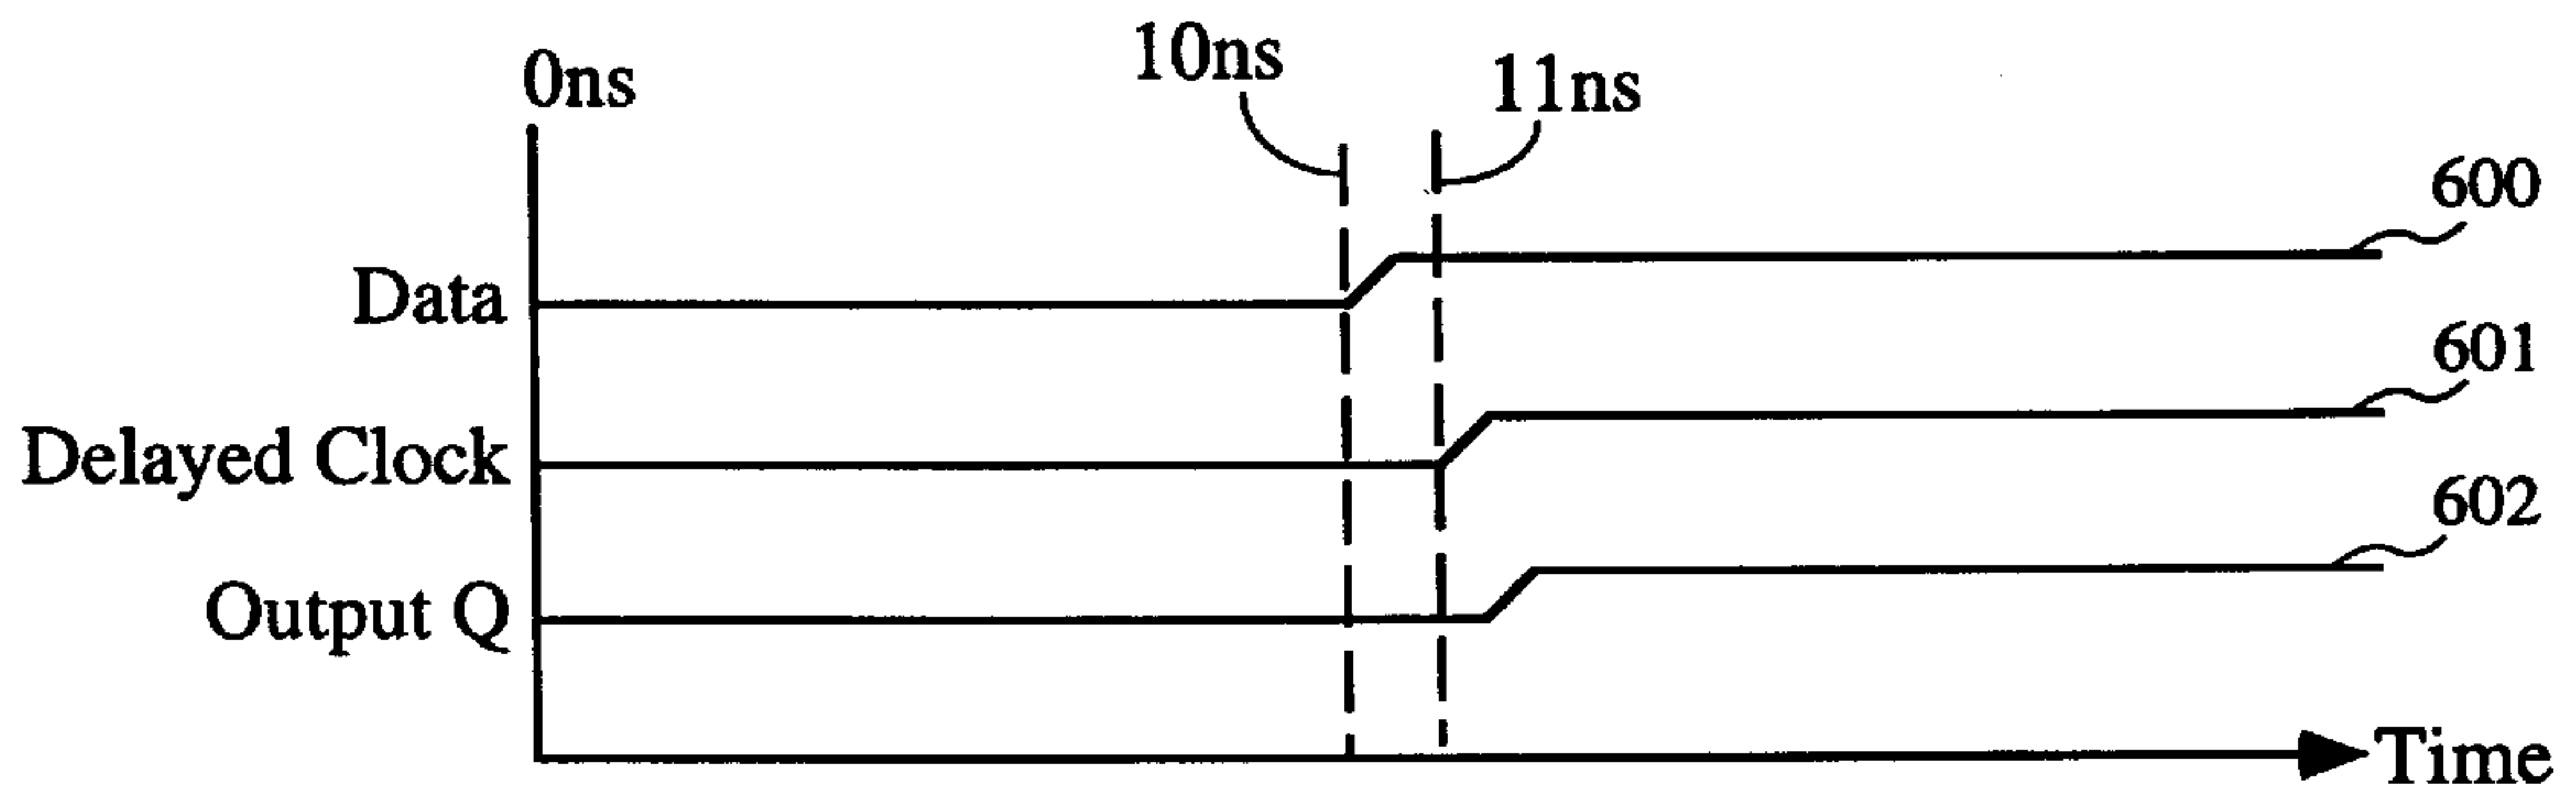 0ns
10ns
11ns
600
Data
601
Delayed Clock
602
Output Q
Time